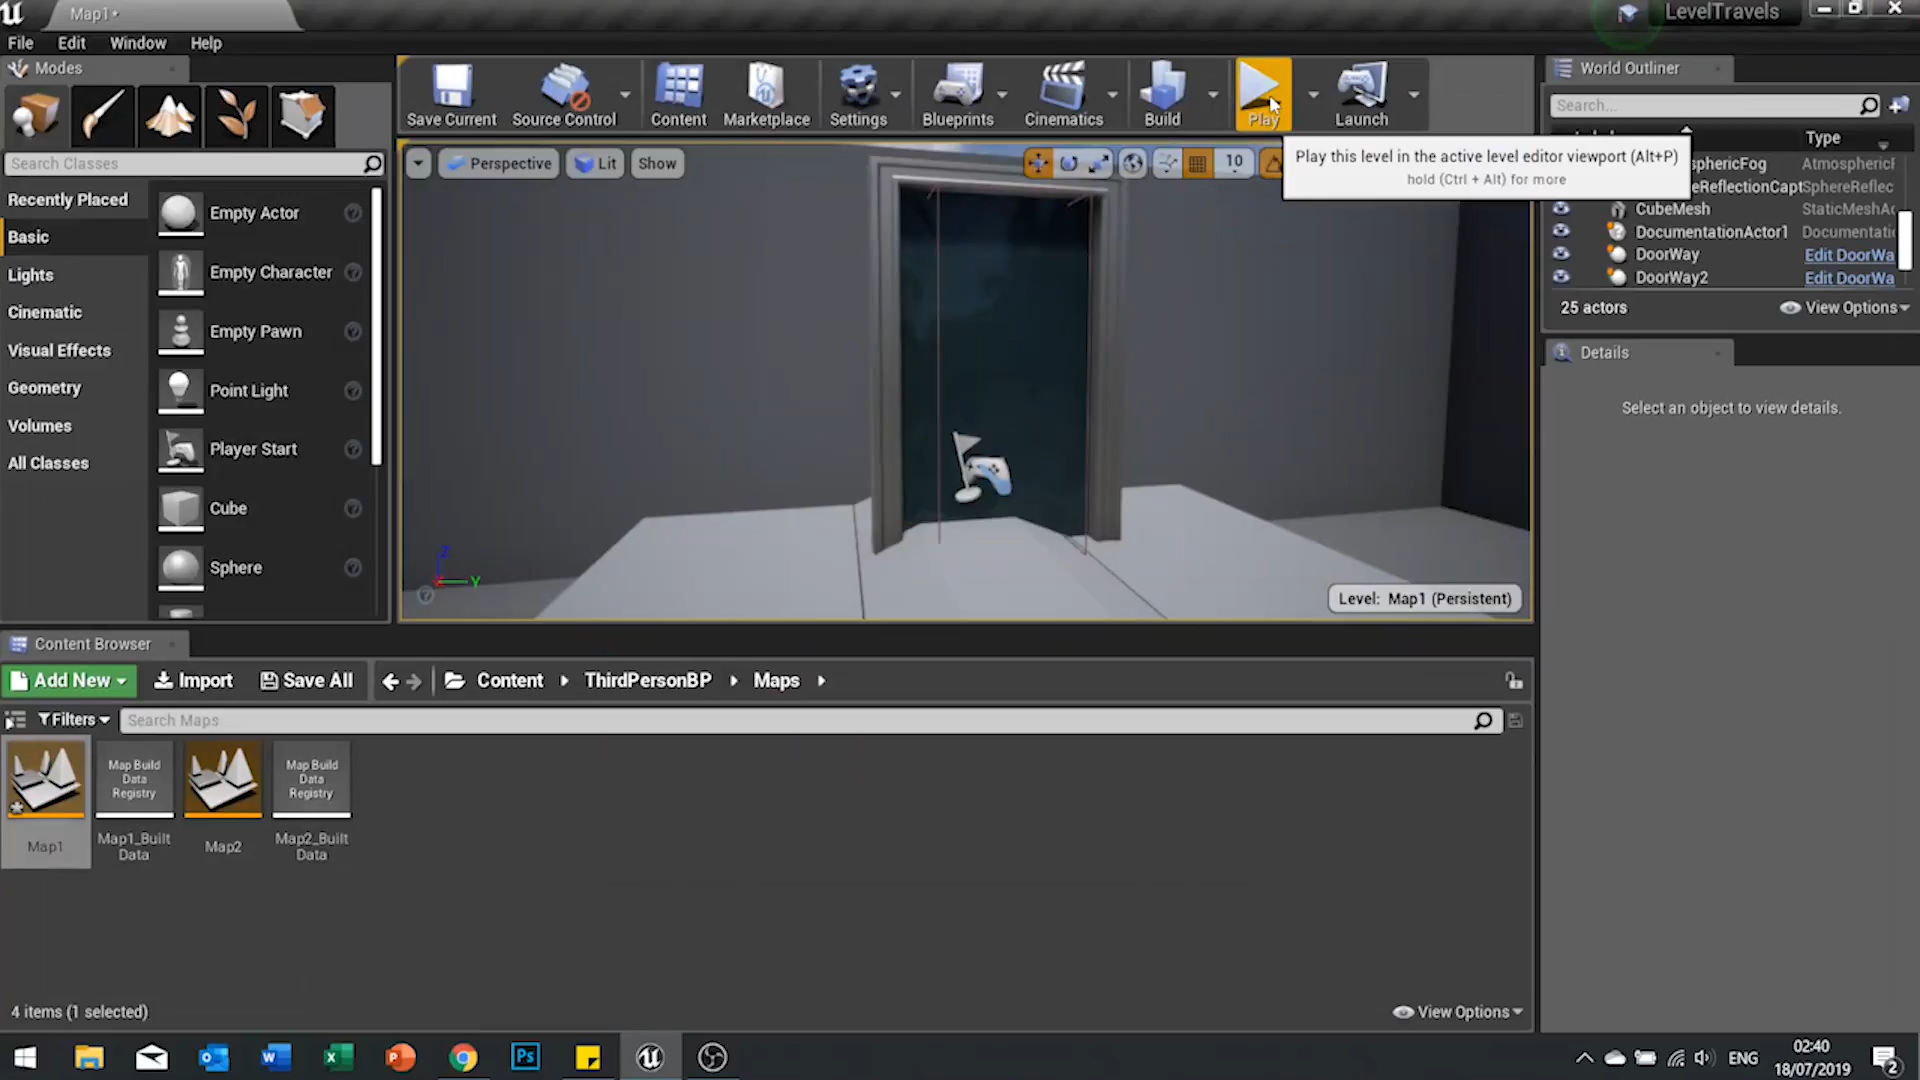 Map1*
LevelTravels
File Edit Window Help
Modes
Search Classes
Recently Placed
Basic
Lights
Cinematic
Visual Effects
Geometry
Volumes
All Classes
Empty Actor
Empty Character
Empty Pawn
Point Light
Player Start
Cube
Sphere
Save Current
Source Control
Content
Marketplace
Settings
Blueprints
Cinematics
Build
Play
Launch
Perspective
Lit
Show
10
Play this level in the active level editor viewport (Alt+P)
hold (Ctrl + Alt) for more
Z
Y
Level: Map1 (Persistent)
World Outliner
Search...
Type
sphericFog AtmosphericF
eReflectionCapt SphereReflec
CubeMesh StaticMeshAc
DocumentationActor1 Documentatic
DoorWay Edit DoorWa
DoorWay2 Edit DoorWa
25 actors
View Options
Details
Select an object to view details.
Content Browser
Add New
Import
Save All
Content
ThirdPersonBP
Maps
Filters
Search Maps
Map Build
Data
Registry
Map Build
Data
Registry
Map1
Map1_Built
Data
Map2
Map2_Built
Data
4 items (1 selected)
View Options
Ps
ENG
02:40
18/07/2019
2